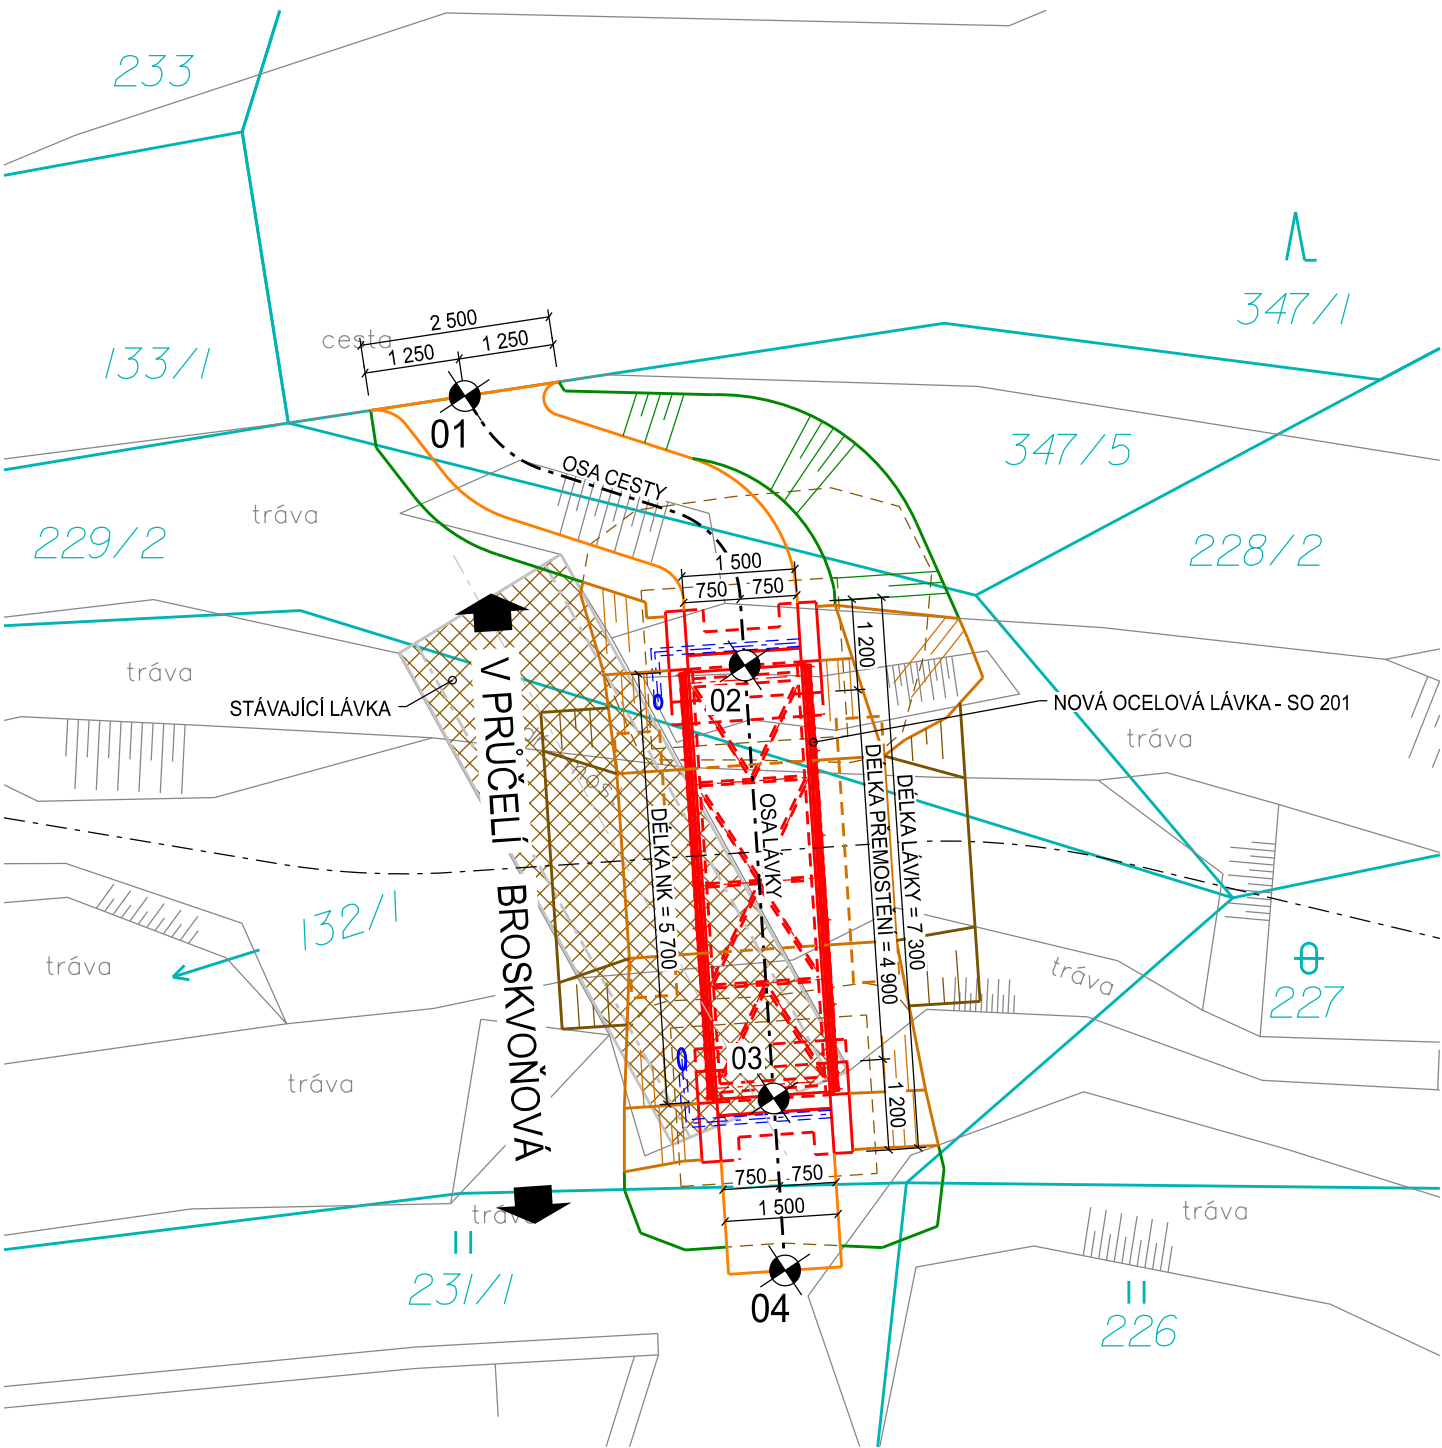 233
2 500
cesta
1 250
1 250
347/1
133/1
01
347/5
OSA CESTY
tráva
229/2
228/2
1 500
750
750
1 200
tráva
02
STÁVAJÍCÍ LÁVKA
NOVÁ OCELOVÁ LÁVKA - SO 201
tráva
V PRŮČELÍ
BROSKVOŇOVÁ
DÉLKA NK = 5 700
OSA LÁVKY
DÉLKA PŘEMOSTĚNÍ = 4 900
DÉLKA LÁVKY = 7 300
132/1
tráva
tráva
227
03
tráva
1 200
750
750
1 500
tráva
tráva
231/1
04
226